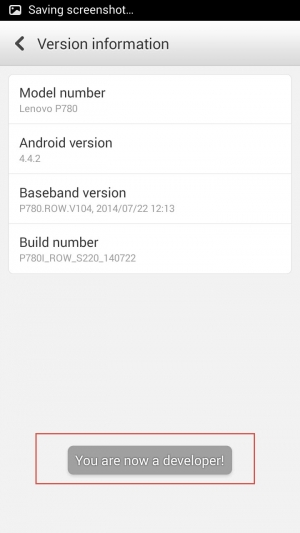 Saving screenshot...
Version information
Model number
Lenovo P780
Android version
4.4.2
Baseband version
P780.ROW.V104, 2014/07/22 12:13
Build number
P780I_ROW_S220_140722
You are now a developer!